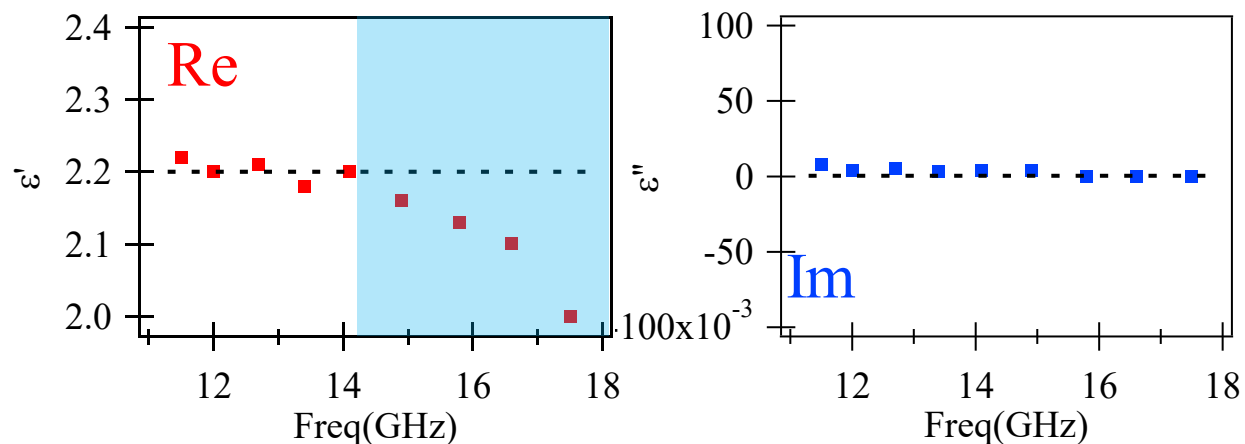 2.4
Re
2.3
2.2
2.1
2.0
ε'
12 14 16 18
Freq(GHz)
100
50
0
-50
-100x10⁻³
ε"
Im
12 14 16 18
Freq(GHz)